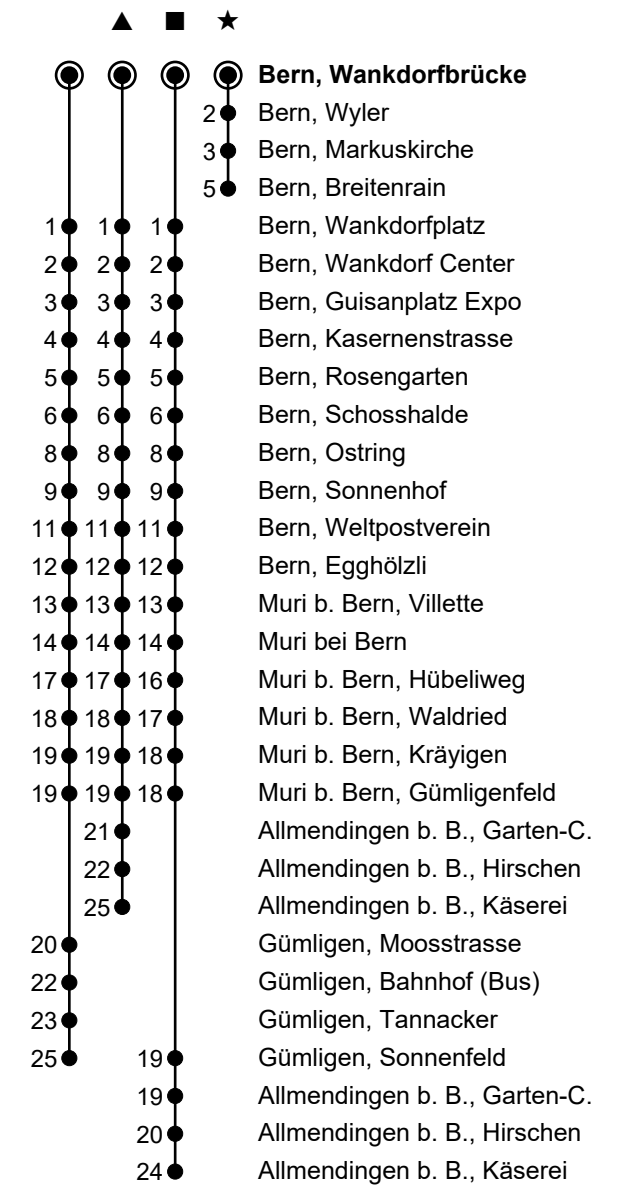 ▲ ■ ★
Bern, Wankdorfbrücke
2 Bern, Wyler
3 Bern, Markuskirche
5 Bern, Breitenrain
1 1 1 Bern, Wankdorfplatz
2 2 2 Bern, Wankdorf Center
3 3 3 Bern, Guisanplatz Expo
4 4 4 Bern, Kasernenstrasse
5 5 5 Bern, Rosengarten
6 6 6 Bern, Schosshalde
8 8 8 Bern, Ostring
9 9 9 Bern, Sonnenhof
11 11 11 Bern, Weltpostverein
12 12 12 Bern, Egghölzli
13 13 13 Muri b. Bern, Villette
14 14 14 Muri bei Bern
17 17 16 Muri b. Bern, Hübeliweg
18 18 17 Muri b. Bern, Waldried
19 19 18 Muri b. Bern, Kräyigen
19 19 18 Muri b. Bern, Gümligenfeld
21 Allmendingen b. B., Garten-C.
22 Allmendingen b. B., Hirschen
25 Allmendingen b. B., Käserei
20 Gümligen, Moosstrasse
22 Gümligen, Bahnhof (Bus)
23 Gümligen, Tannacker
25 19 Gümligen, Sonnenfeld
19 Allmendingen b. B., Garten-C.
20 Allmendingen b. B., Hirschen
24 Allmendingen b. B., Käserei